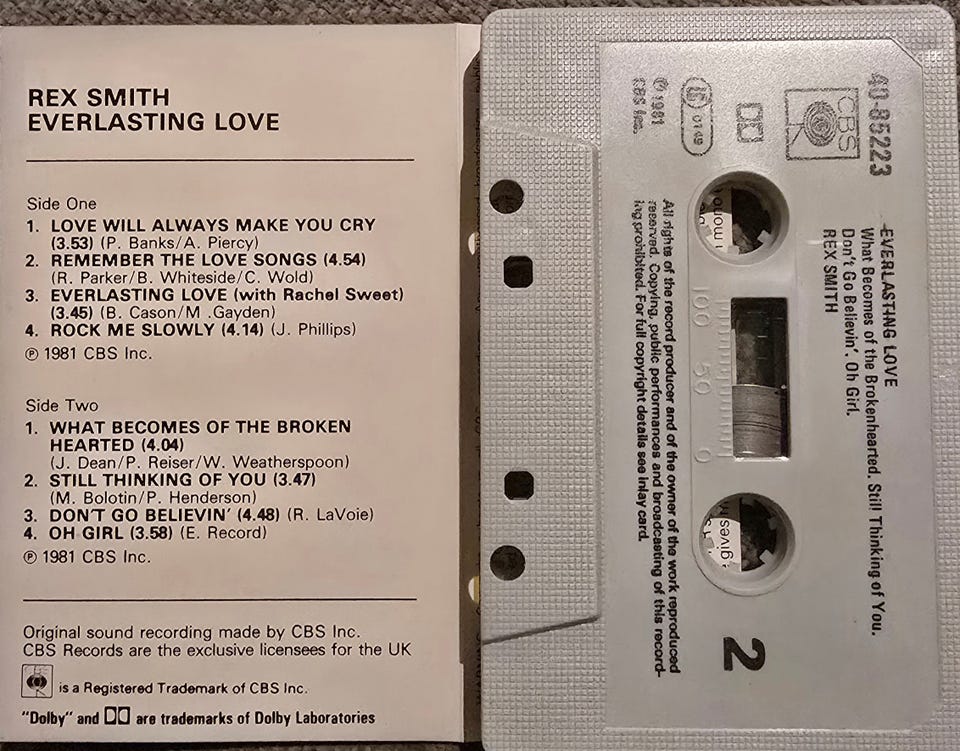 REX SMITH
EVERLASTING LOVE
Side One
1. LOVE WILL ALWAYS MAKE YOU CRY
(3.53) (P. Banks/A. Piercy)
2. REMEMBER THE LOVE SONGS (4.54)
(R. Parker/B. Whiteside/C. Wold)
3. EVERLASTING LOVE (with Rachel Sweet)
(3.45) (B. Cason/M .Gayden)
4. ROCK ME SLOWLY (4.14) (J. Phillips)
℗ 1981 CBS Inc.
Side Two
1. WHAT BECOMES OF THE BROKEN
HEARTED (4.04)
(J. Dean/P. Reiser/W. Weatherspoon)
2. STILL THINKING OF YOU (3.47)
(M. Bolotin/P. Henderson)
3. DON'T GO BELIEVIN' (4.48) (R. LaVoie)
4. OH GIRL (3.58) (E. Record)
℗ 1981 CBS Inc.
Original sound recording made by CBS Inc.
CBS Records are the exclusive licensees for the UK
is a Registered Trademark of CBS Inc.
"Dolby" and are trademarks of Dolby Laboratories
40-85223
CBS
℗ 1981
CBS Inc.
EVERLASTING LOVE
What Becomes of the Brokenhearted. Still Thinking of You.
Don't Go Believin'. Oh Girl.
REX SMITH
100 50 0
All rights of the record producer and of the owner of the work reproduced
reserved. Copying, public performances and broadcasting of this record-
ing prohibited. For full copyright details see inlay card.
2